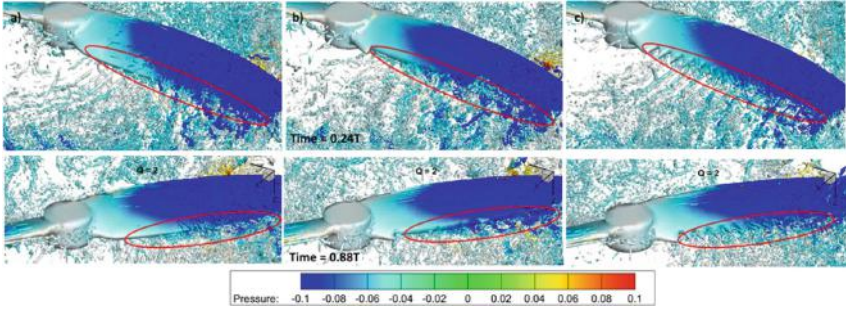 a) b) c)
Time = 0.24T
Q = 2 Q = 2 Q = 2
Time = 0.88T
Pressure: -0.1 -0.08 -0.06 -0.04 -0.02 0 0.02 0.04 0.06 0.08 0.1